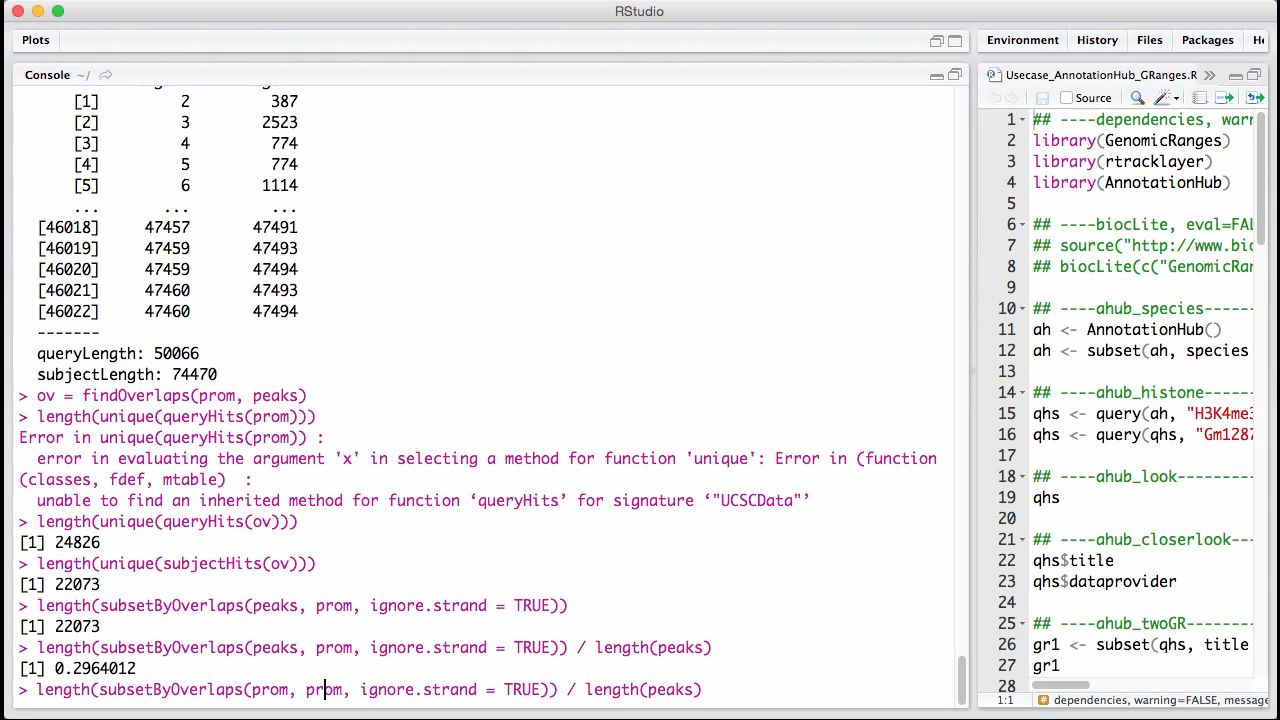 RStudio
Plots
Console ~/
[1] 2 387
[2] 3 2523
[3] 4 774
[4] 5 774
[5] 6 1114
... ... ...
[46018] 47457 47491
[46019] 47459 47493
[46020] 47459 47494
[46021] 47460 47493
[46022] 47460 47494
-------
queryLength: 50066
subjectLength: 74470
> ov = findOverlaps(prom, peaks)
> length(unique(queryHits(prom)))
Error in unique(queryHits(prom)) :
error in evaluating the argument 'x' in selecting a method for function 'unique': Error in (function
(classes, fdef, mtable) :
unable to find an inherited method for function ‘queryHits’ for signature ‘"UCSCData"’
> length(unique(queryHits(ov)))
[1] 24826
> length(unique(subjectHits(ov)))
[1] 22073
> length(subsetByOverlaps(peaks, prom, ignore.strand = TRUE))
[1] 22073
> length(subsetByOverlaps(peaks, prom, ignore.strand = TRUE)) / length(peaks)
[1] 0.2964012
> length(subsetByOverlaps(prom, prom, ignore.strand = TRUE)) / length(peaks)
Environment History Files Packages He
Usecase_AnnotationHub_GRanges.R
Source
1 ## ----dependencies, warn
2 library(GenomicRanges)
3 library(rtracklayer)
4 library(AnnotationHub)
5
6 ## ----biocLite, eval=FAL
7 ## source("http://www.bio
8 ## biocLite(c("GenomicRan
9
10 ## ----ahub_species------
11 ah <- AnnotationHub()
12 ah <- subset(ah, species
13
14 ## ----ahub_histone------
15 qhs <- query(ah, "H3K4me3
16 qhs <- query(qhs, "Gm1287
17
18 ## ----ahub_look---------
19 qhs
20
21 ## ----ahub_closerlook---
22 qhs$title
23 qhs$dataprovider
24
25 ## ----ahub_twoGR--------
26 gr1 <- subset(qhs, title
27 gr1
28
1:1 dependencies, warning=FALSE, message